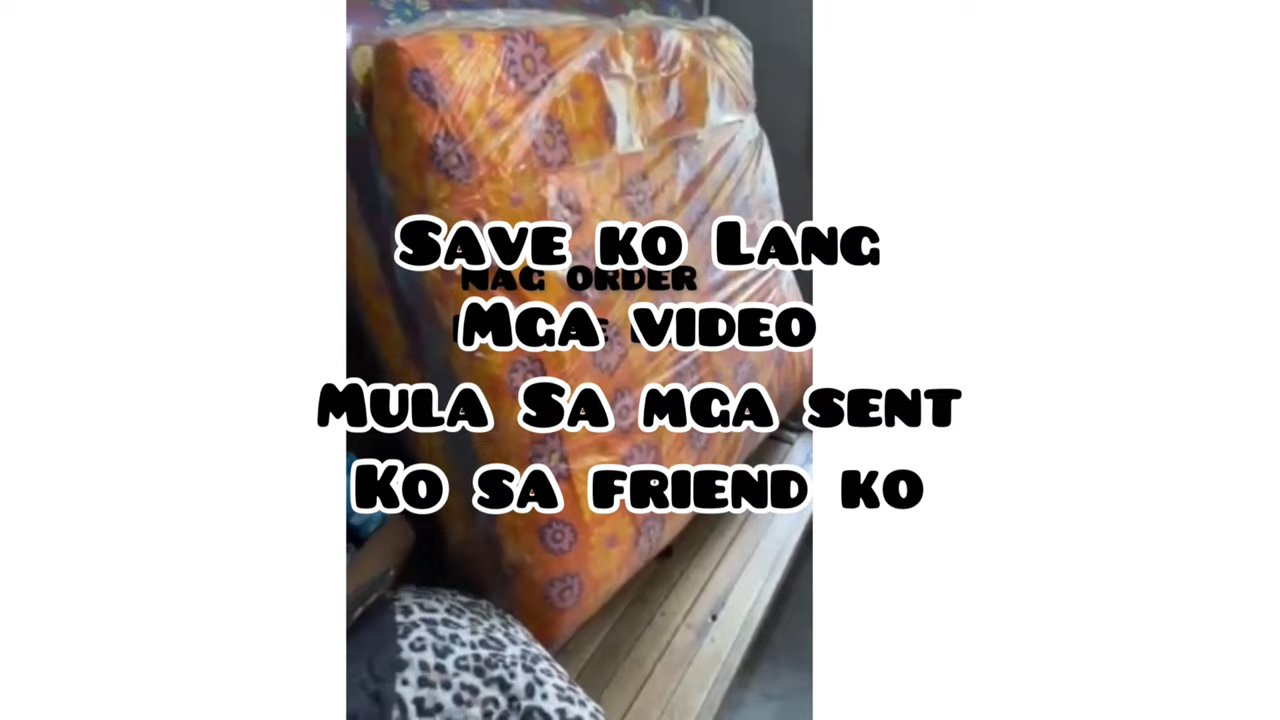 Save ko Lang
nag order
Mga video
Mula Sa mga sent
Ko sa friend ko